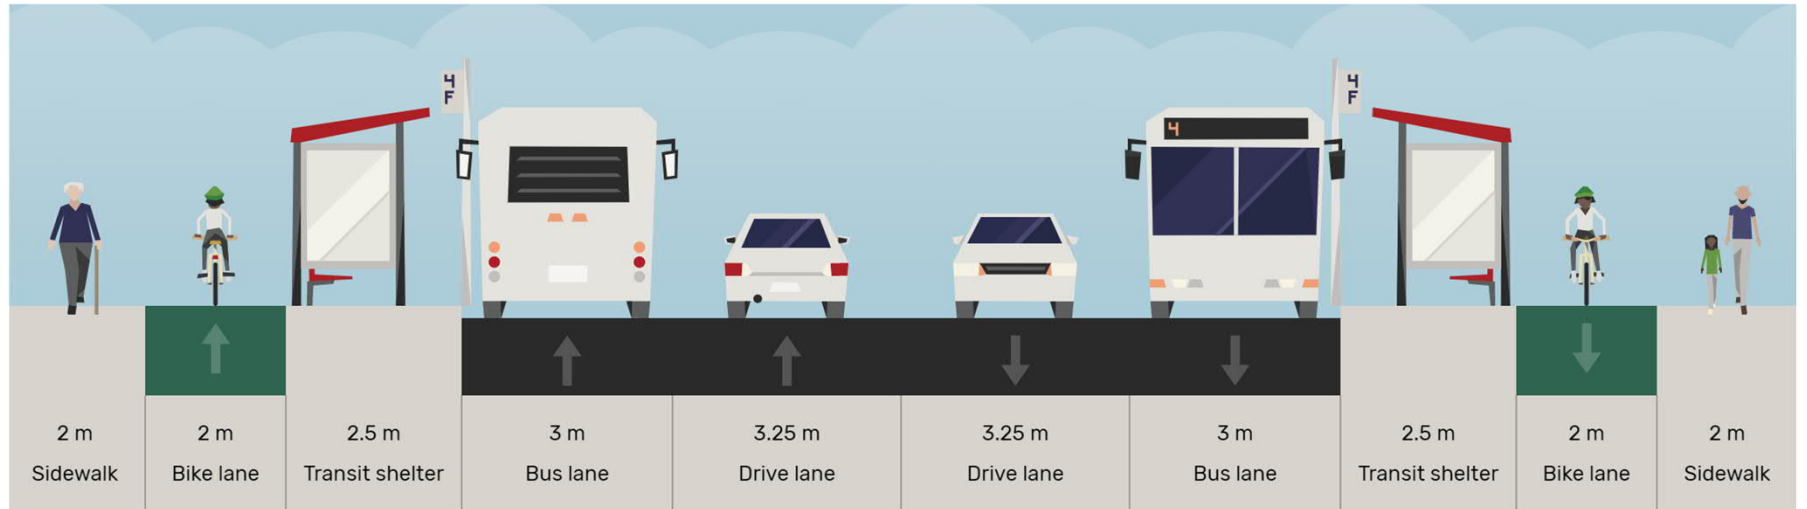 4
F
4
4
F
2 m
Sidewalk
2 m
Bike lane
2.5 m
Transit shelter
3 m
Bus lane
3.25 m
Drive lane
3.25 m
Drive lane
3 m
Bus lane
2.5 m
Transit shelter
2 m
Bike lane
2 m
Sidewalk